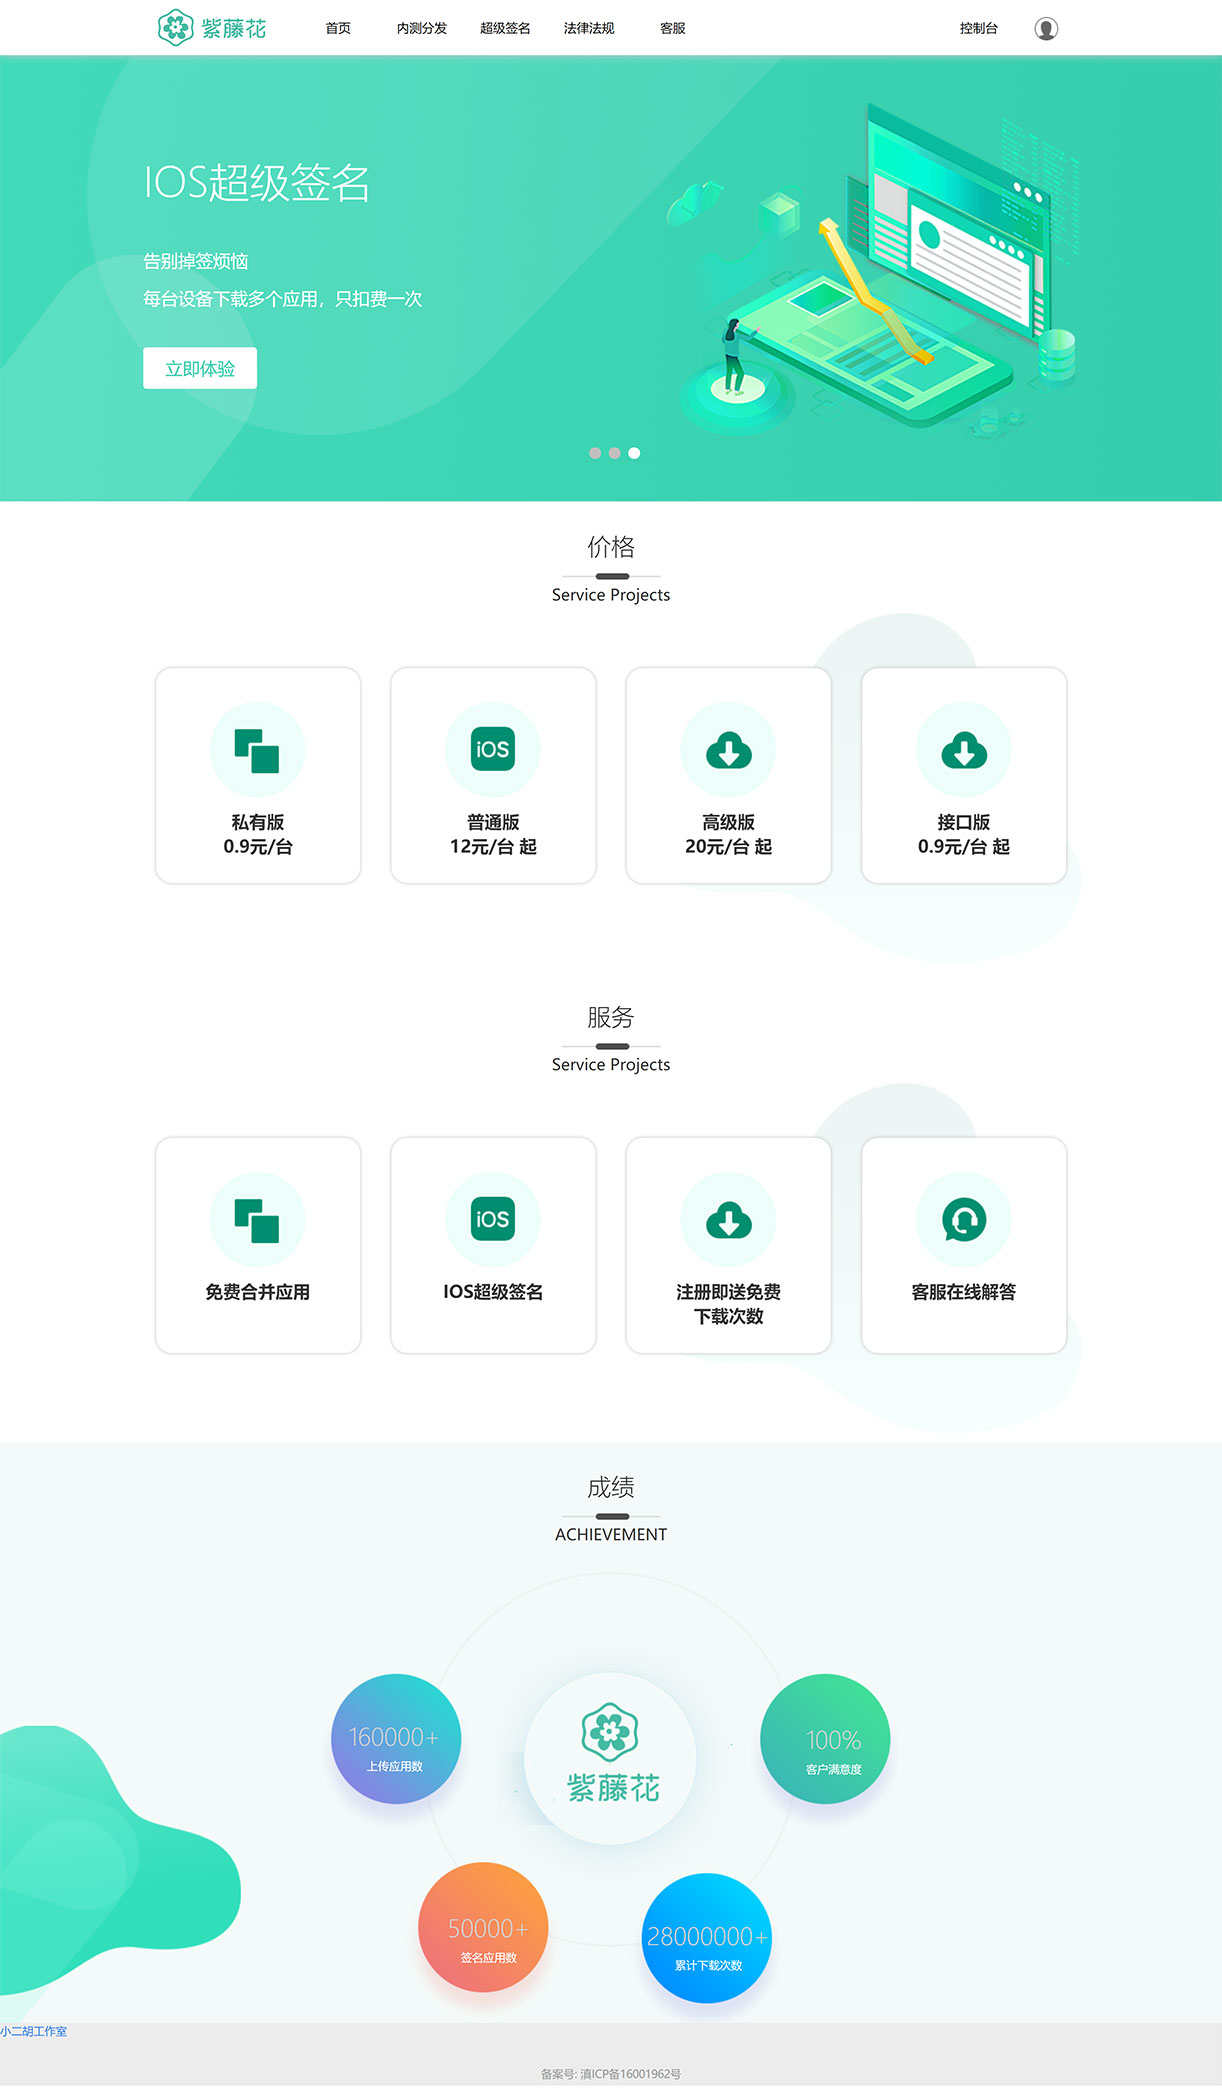 紫藤花
首页 内测分发 超级签名 法律法规 客服 控制台
IOS超级签名
告别掉签烦恼
每台设备下载多个应用，只扣费一次
立即体验
价格
Service Projects
iOS
私有版
0.9元/台
普通版
12元/台 起
高级版
20元/台 起
接口版
0.9元/台 起
服务
Service Projects
iOS
免费合并应用
IOS超级签名
注册即送免费
下载次数
客服在线解答
成绩
ACHIEVEMENT
160000+
上传应用数
紫藤花
100%
客户满意度
50000+
签名应用数
28000000+
累计下载次数
小二胡工作室
备案号: 滇ICP备16001962号